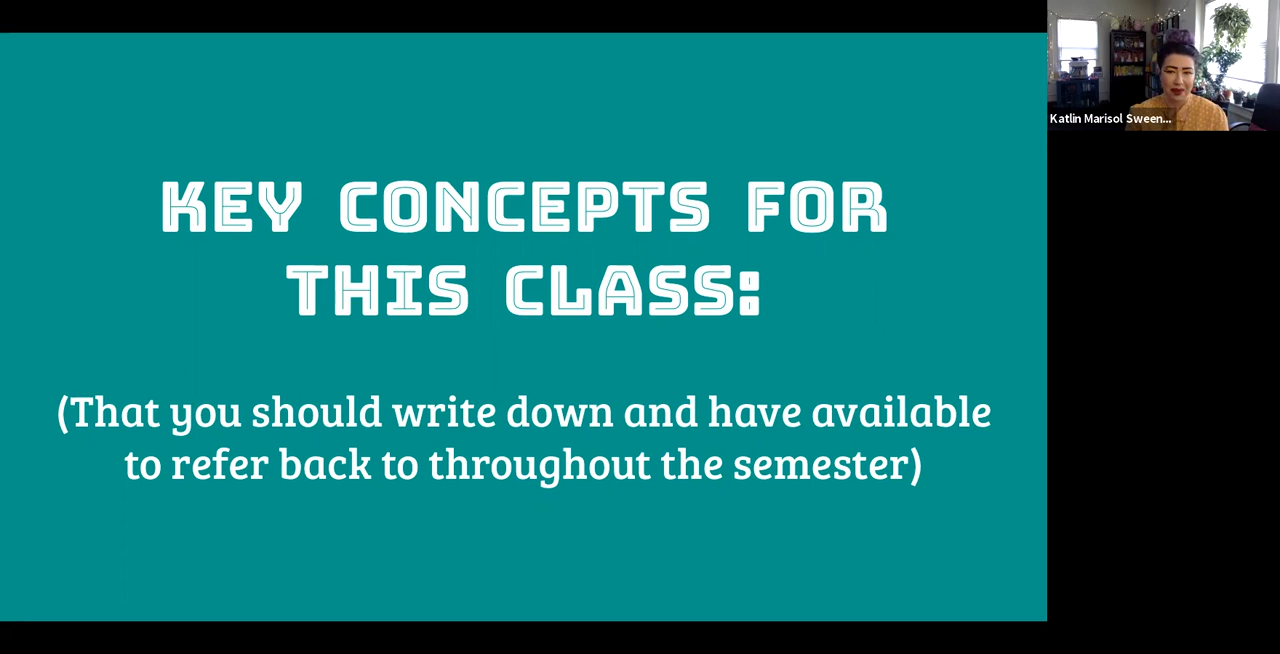 KEY CONCEPTS FOR
THIS CLASS:
(That you should write down and have available
to refer back to throughout the semester)
Katlin Marisol Sween...